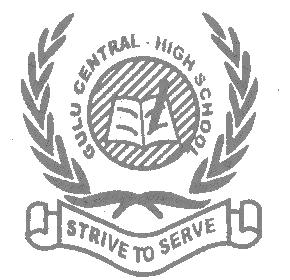 GULU CENTRAL - HIGH SCHOOL
STRIVE TO SERVE